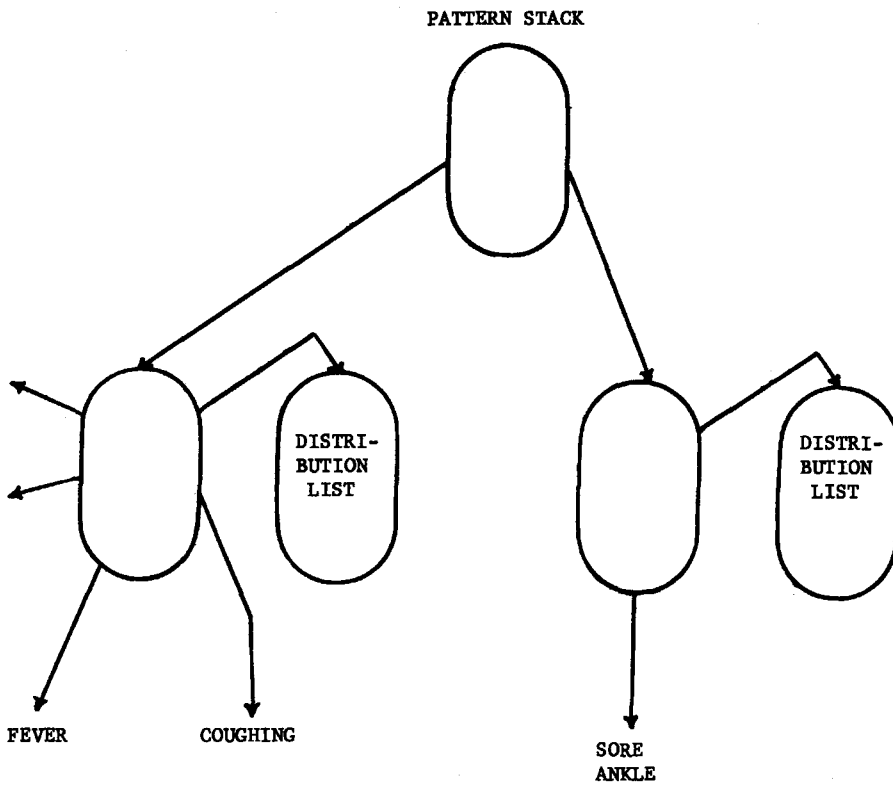 PATTERN STACK
DISTRI-
BUTION
LIST
DISTRI-
BUTION
LIST
FEVER
COUGHING
SORE
ANKLE